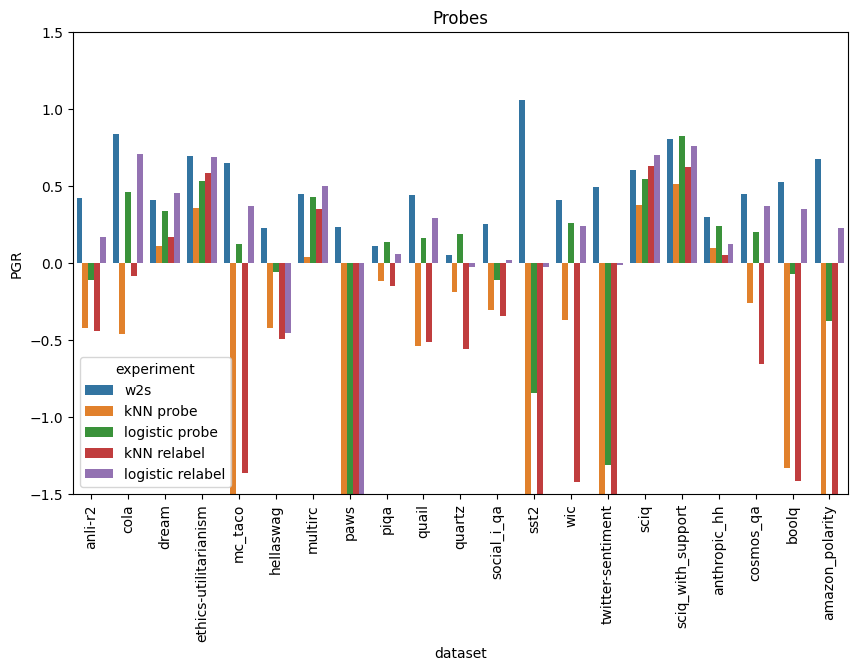 Probes
PGR
1.5
1.0
0.5
0.0
−0.5
−1.0
−1.5
experiment
w2s
kNN probe
logistic probe
kNN relabel
logistic relabel
anli-r2
cola
dream
ethics-utilitarianism
mc_taco
hellaswag
multirc
paws
piqa
quail
quartz
social_i_qa
sst2
wic
twitter-sentiment
sciq
sciq_with_support
anthropic_hh
cosmos_qa
boolq
amazon_polarity
dataset